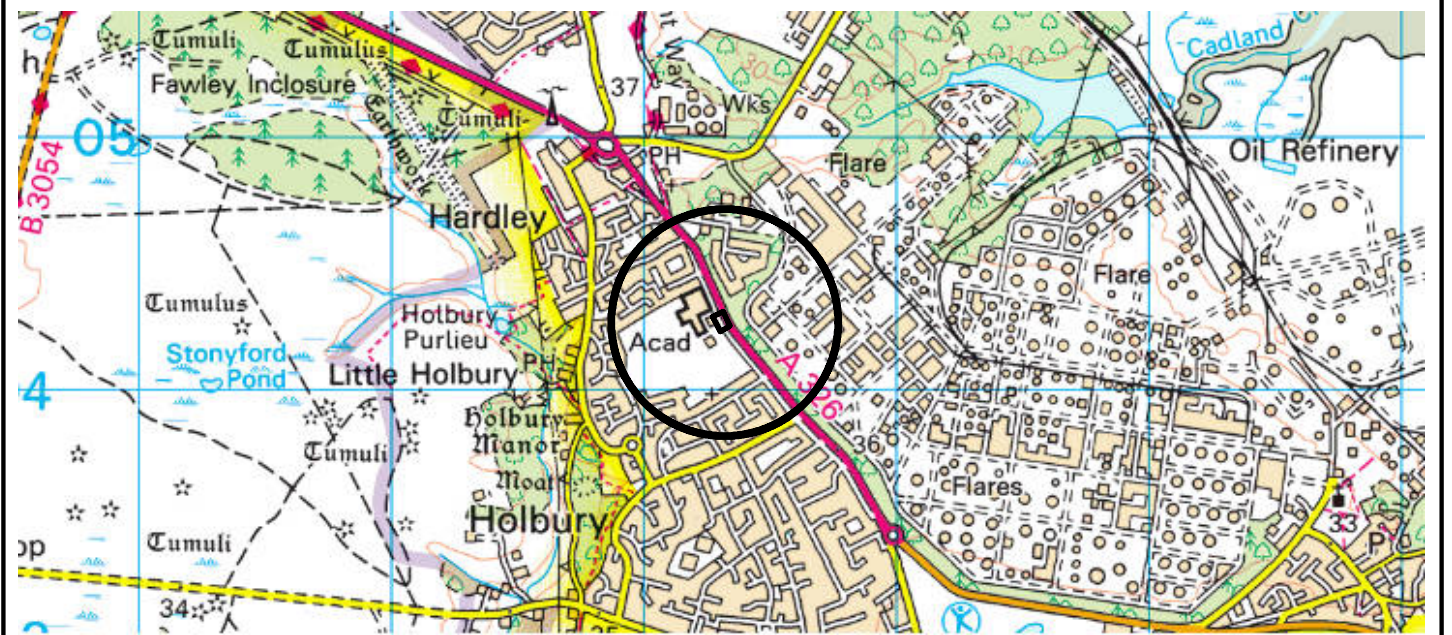 Tumuli
Tumulus
Cadland
h
Fawley Inclosure
37
Way
Wks
Tumuli
Earthwork
05
PH
Flare
Oil Refinery
B 3054
Hardley
Flare
Tumulus
Holbury
Purlieu
Acad
Stonyford
Pond
PH
Little Holbury
A 326
4
Holbury
Manor
36
Tumuli
Moat
Flares
Holbury
33
P
op
Tumuli
34